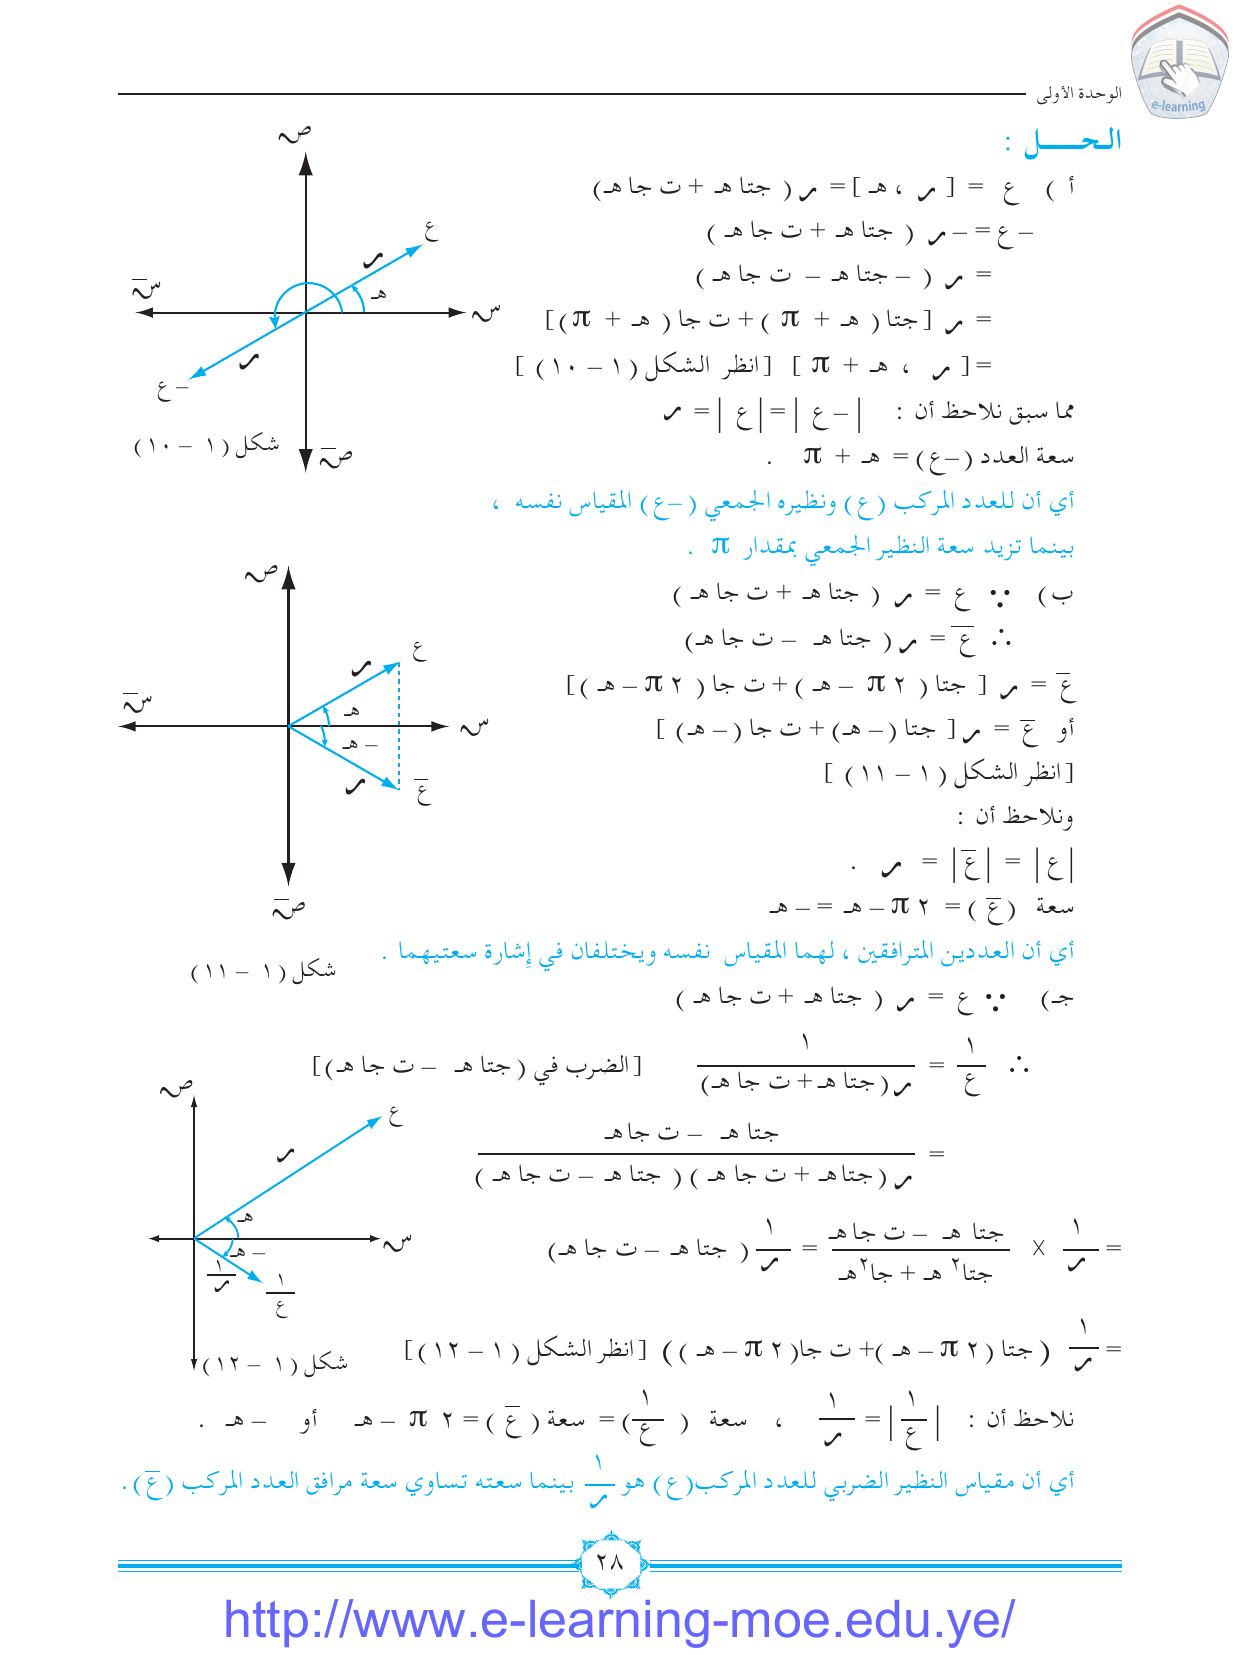 e-learning
الوحدة الأولى
الحــــل :
أ ) ع = [ ر ، هـ ] = ر ( جتا هـ + ت جا هـ)
– ع = – ر ( جتا هـ + ت جا هـ )
= ر ( – جتا هـ – ت جا هـ )
= ر [ جتا ( هـ + π ) + ت جا ( هـ + π) ]
= [ ر ، هـ + π ] [ انظر الشكل ( ١ – ١٠ ) ]
مما سبق نلاحظ أن : | – ع | = | ع | = ر
سعة العدد ( –ع) = هـ + π .
أي أن للعدد المركب ( ع ) ونظيره الجمعي ( –ع ) المقياس نفسه ،
بينما تزيد سعة النظير الجمعي بمقدار π .
ص
ع
ر
هـ
س̄
س
ر
– ع
ص̄
شكل ( ١ – ١٠ )
ب ) ∵ ع = ر ( جتا هـ + ت جا هـ )
∴ ع̄ = ر ( جتا هـ – ت جا هـ)
ع̄ = ر [ جتا ( ٢ π – هـ ) + ت جا ( ٢ π – هـ ) ]
أو ع̄ = ر [ جتا ( – هـ) + ت جا ( – هـ ) ]
[ انظر الشكل ( ١ – ١١ ) ]
ونلاحظ أن :
| ع | = | ع̄ | = ر .
سعة ( ع̄ ) = ٢ π – هـ = – هـ
أي أن العددين المترافقين ، لهما المقياس نفسه ويختلفان في إشارة سعتيهما .
ص
ع
ر
هـ
س̄
س
– هـ
ر
ع̄
ص̄
شكل ( ١ – ١١ )
جـ) ∵ ع = ر ( جتا هـ + ت جا هـ )
∴ ١/ع = ١/ر ( جتا هـ + ت جا هـ) [ الضرب في ( جتا هـ – ت جا هـ) ]
= جتا هـ – ت جا هـ/ر ( جتا هـ + ت جا هـ ) ( جتا هـ – ت جا هـ )
= ١/ر × جتا هـ – ت جا هـ/جتا٢ هـ + جا٢ هـ = ١/ر ( جتا هـ – ت جا هـ)
= ١/ر ( جتا ( ٢ π – هـ ) + ت جا( ٢ π – هـ ) ) [ انظر الشكل ( ١ – ١٢) ]
ص
ع
ر
هـ
– هـ
س
١/ر
١/ع
شكل ( ١ – ١٢ )
نلاحظ أن : | ١/ع | = ١/ر ، سعة ( ١/ع ) = سعة ( ع̄ ) = ٢ π – هـ أو – هـ .
أي أن مقياس النظير الضربي للعدد المركب( ع ) هو ١/ر بينما سعته تساوي سعة مرافق العدد المركب ( ع̄ ) .
٢٨
http://www.e-learning-moe.edu.ye/